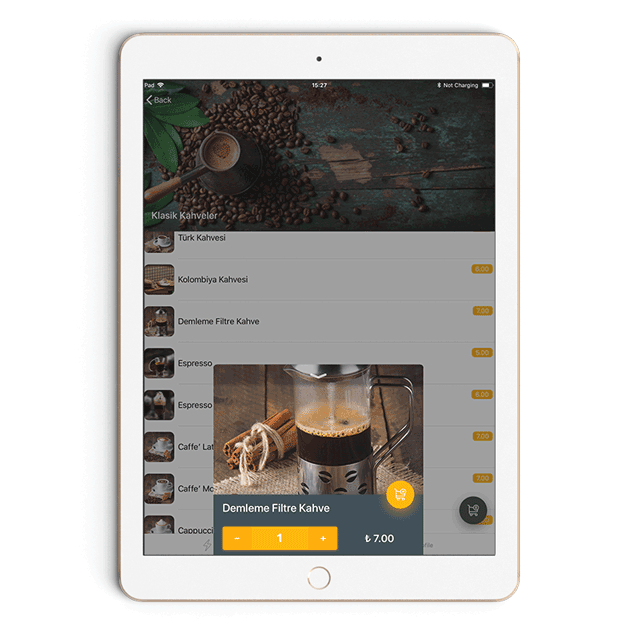 Pad
15:27
Not Charging
Back
Klasik Kahveler
Türk Kahvesi
Kolombiya Kahvesi
6.00
Demleme Filtre Kahve
7.00
Espresso
5.00
Espresso
6.00
Caffe' Lat
7.00
Caffe' Mo
7.00
Cappucci
Demleme Filtre Kahve
- 1 +
₺ 7.00